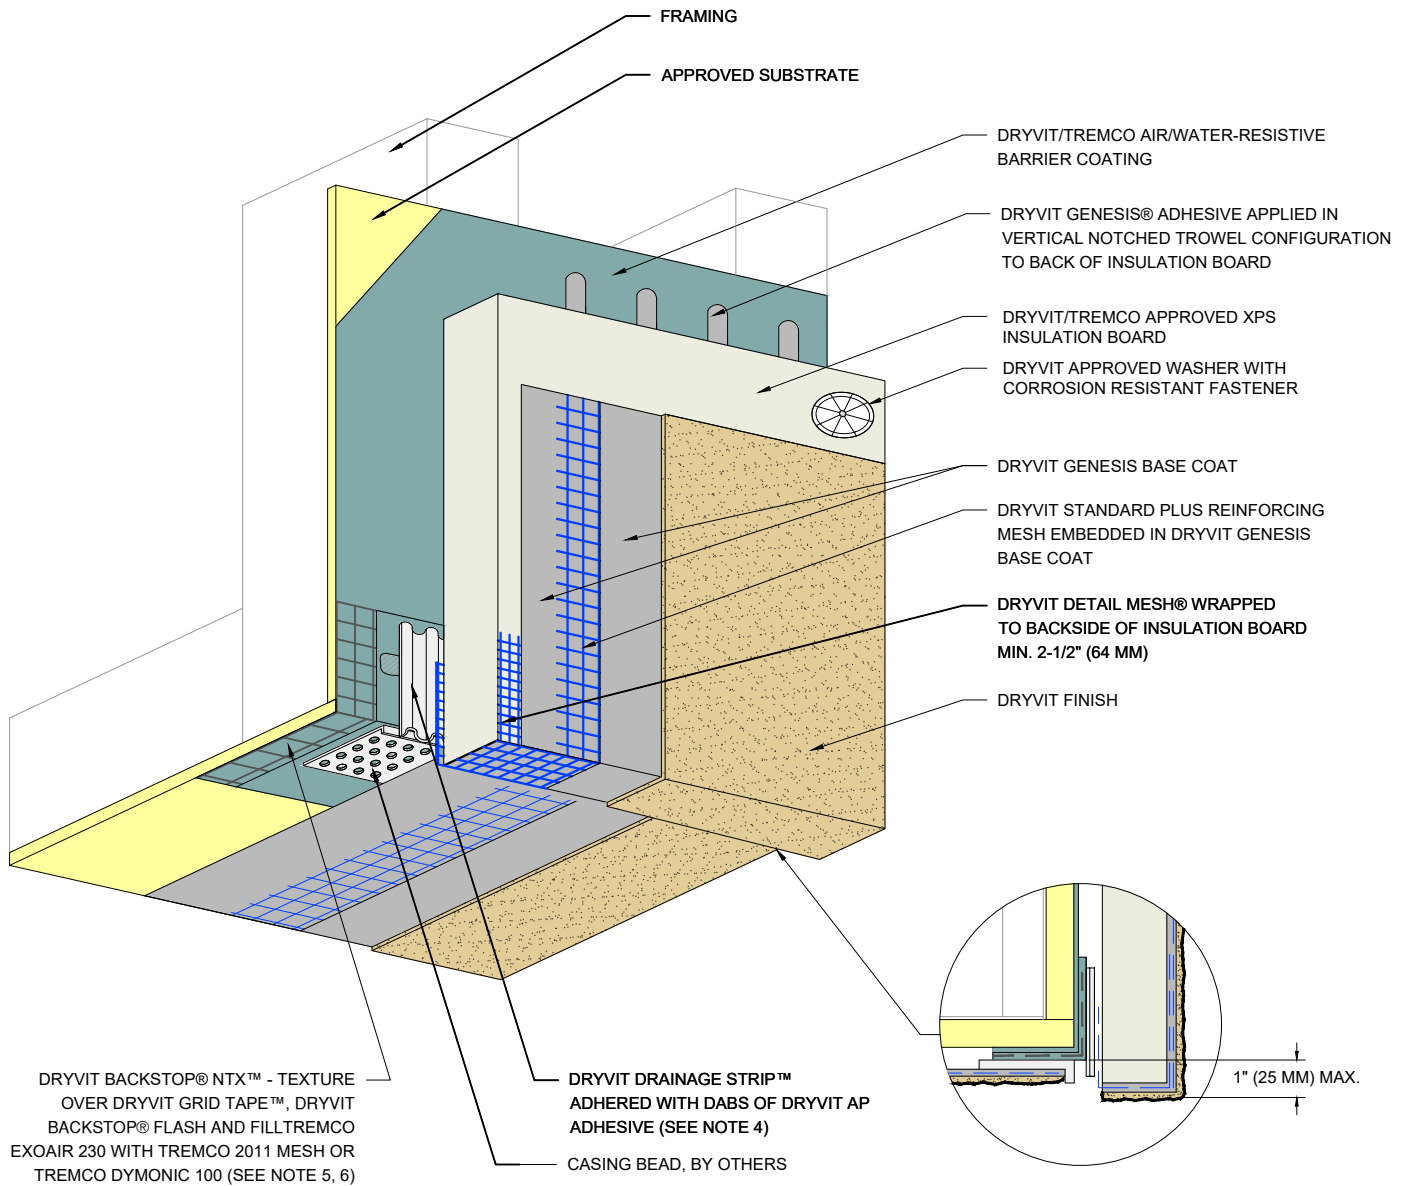 FRAMING
APPROVED SUBSTRATE
DRYVIT/TREMCO AIR/WATER-RESISTIVE
BARRIER COATING
DRYVIT GENESIS® ADHESIVE APPLIED IN
VERTICAL NOTCHED TROWEL CONFIGURATION
TO BACK OF INSULATION BOARD
DRYVIT/TREMCO APPROVED XPS
INSULATION BOARD
DRYVIT APPROVED WASHER WITH
CORROSION RESISTANT FASTENER
DRYVIT GENESIS BASE COAT
DRYVIT STANDARD PLUS REINFORCING
MESH EMBEDDED IN DRYVIT GENESIS
BASE COAT
DRYVIT DETAIL MESH® WRAPPED
TO BACKSIDE OF INSULATION BOARD
MIN. 2-1/2" (64 MM)
DRYVIT FINISH
1" (25 MM) MAX.
DRYVIT BACKSTOP® NTX™ - TEXTURE
OVER DRYVIT GRID TAPE™, DRYVIT
BACKSTOP® FLASH AND FILLTREMCO
EXOAIR 230 WITH TREMCO 2011 MESH OR
TREMCO DYMONIC 100 (SEE NOTE 5, 6)
DRYVIT DRAINAGE STRIP™
ADHERED WITH DABS OF DRYVIT AP
ADHESIVE (SEE NOTE 4)
CASING BEAD, BY OTHERS